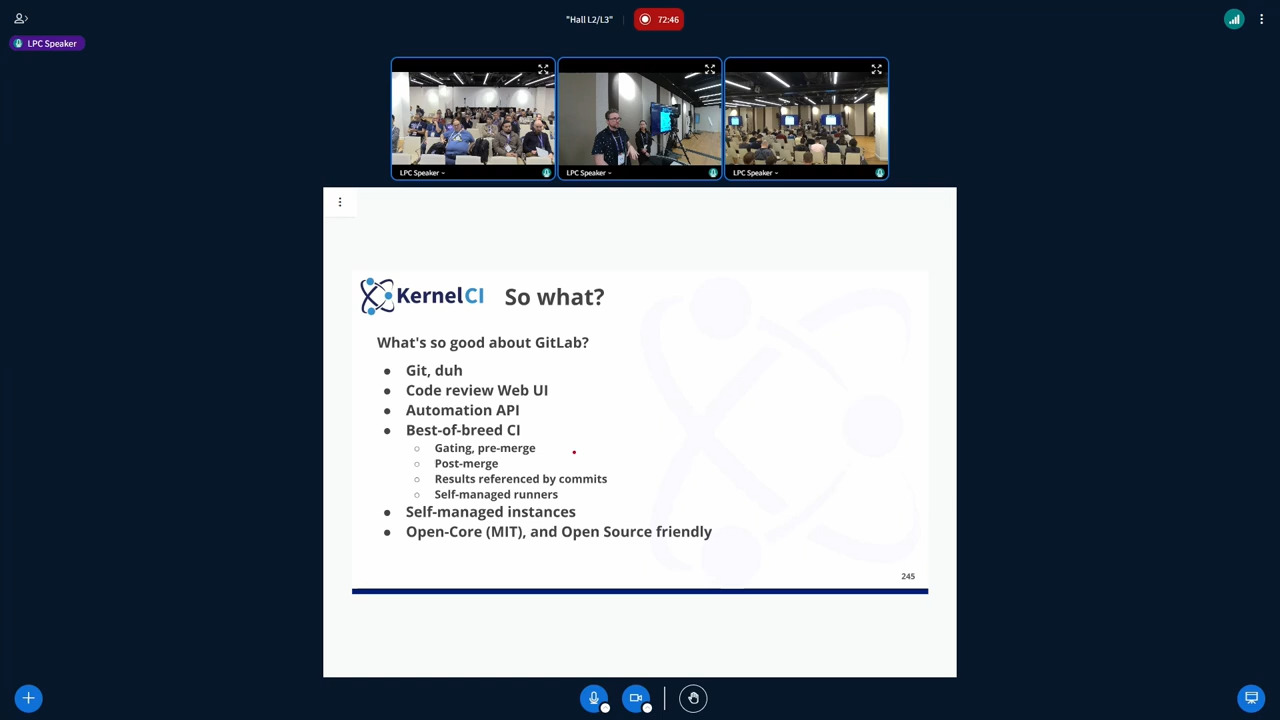 "Hall L2/L3"
72:46
LPC Speaker
LPC Speaker
LPC Speaker
LPC Speaker
KernelCI
So what?
What's so good about GitLab?
● Git, duh
● Code review Web UI
● Automation API
● Best-of-breed CI
○ Gating, pre-merge
○ Post-merge
○ Results referenced by commits
○ Self-managed runners
● Self-managed instances
● Open-Core (MIT), and Open Source friendly
245